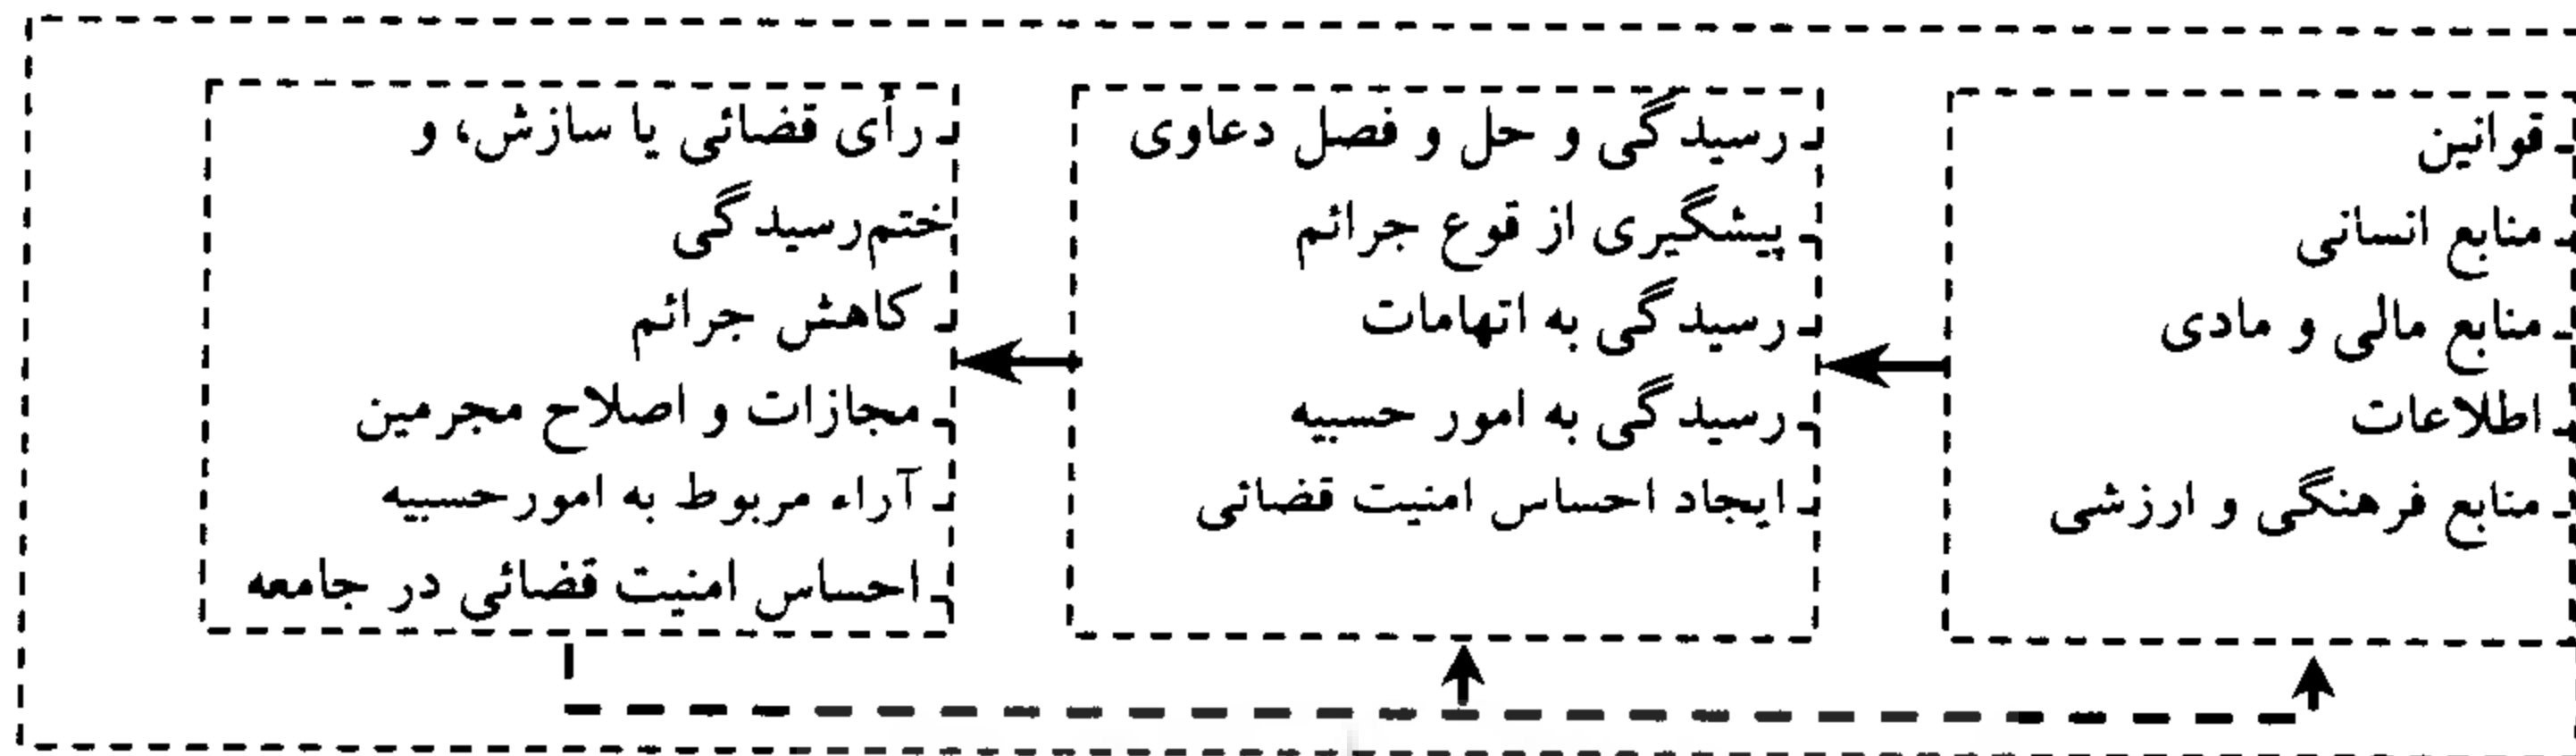 ـ قوانین
ـ منابع انسانی
ـ منابع مالی و مادی
ـ اطلاعات
ـ منابع فرهنگی و ارزشی
ـ رسیدگی و حل و فصل دعاوی
ـ پیشگیری از قوع جرائم
ـ رسیدگی به اتهامات
ـ رسیدگی به امور حسبیه
ـ ایجاد احساس امنیت قضائی
ـ رأی قضائی یا سازش، و
ختم‌رسیدگی
ـ کاهش جرائم
ـ مجازات و اصلاح مجرمین
ـ آراء مربوط به امورحسبیه
ـ احساس امنیت قضائی در جامعه